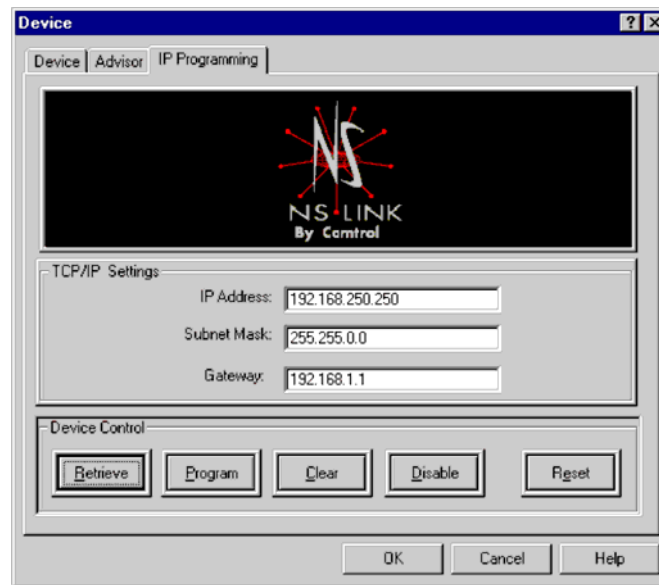 Device
Device Advisor IP Programming
NS
NS LINK
By Comtrol
TCP/IP Settings
IP Address: 192.168.250.250
Subnet Mask: 255.255.0.0
Gateway: 192.168.1.1
Device Control
Retrieve Program Clear Disable Reset
OK Cancel Help